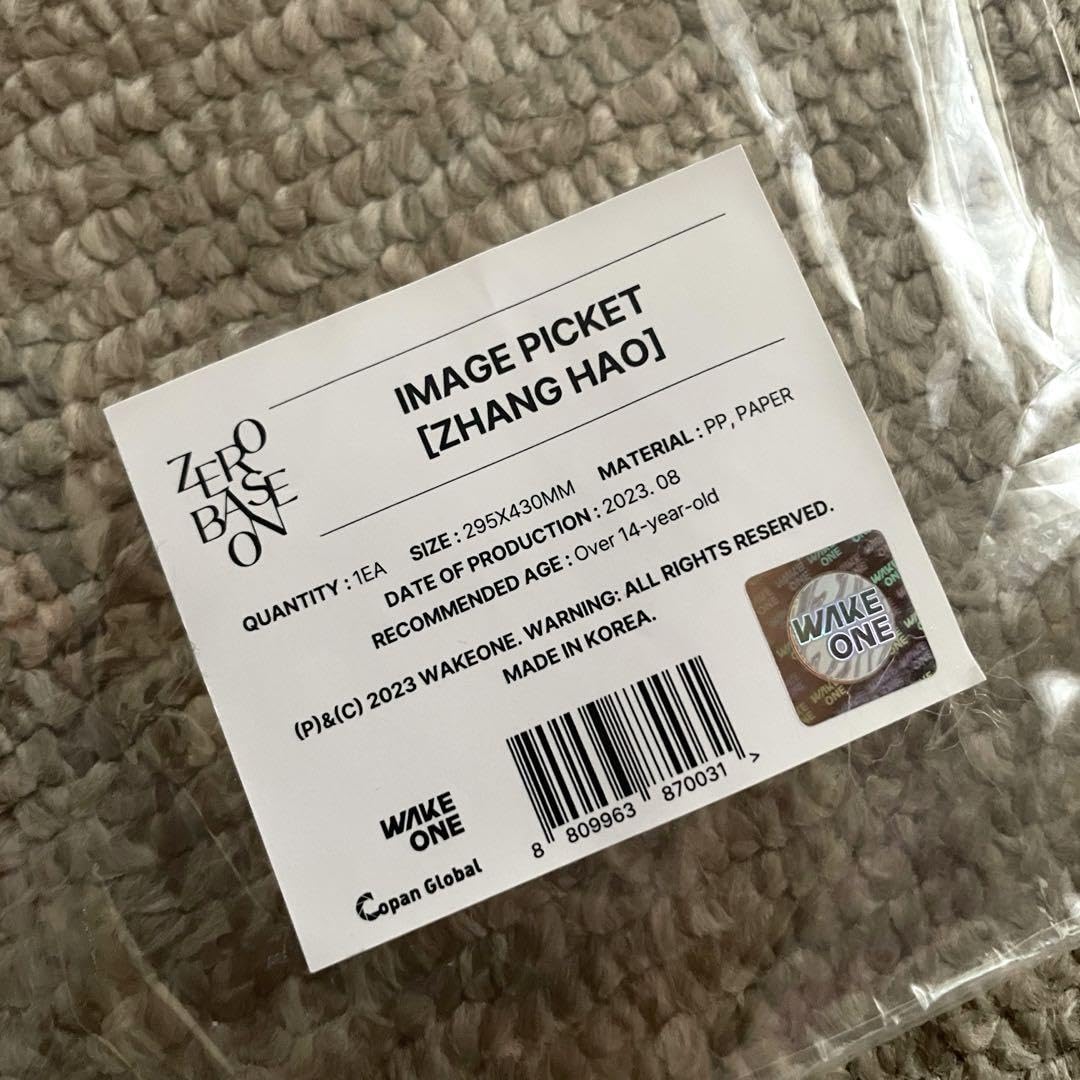 ZERO
BASE
ON
IMAGE PICKET
[ZHANG HAO]
QUANTITY : 1EA SIZE : 295X430MM MATERIAL : PP, PAPER
DATE OF PRODUCTION : 2023. 08
RECOMMENDED AGE : Over 14-year-old
(P)&(C) 2023 WAKEONE. WARNING: ALL RIGHTS RESERVED.
MADE IN KOREA.
WAKE
ONE
WAKE
ONE
Copan Global
8 809963 870031 >